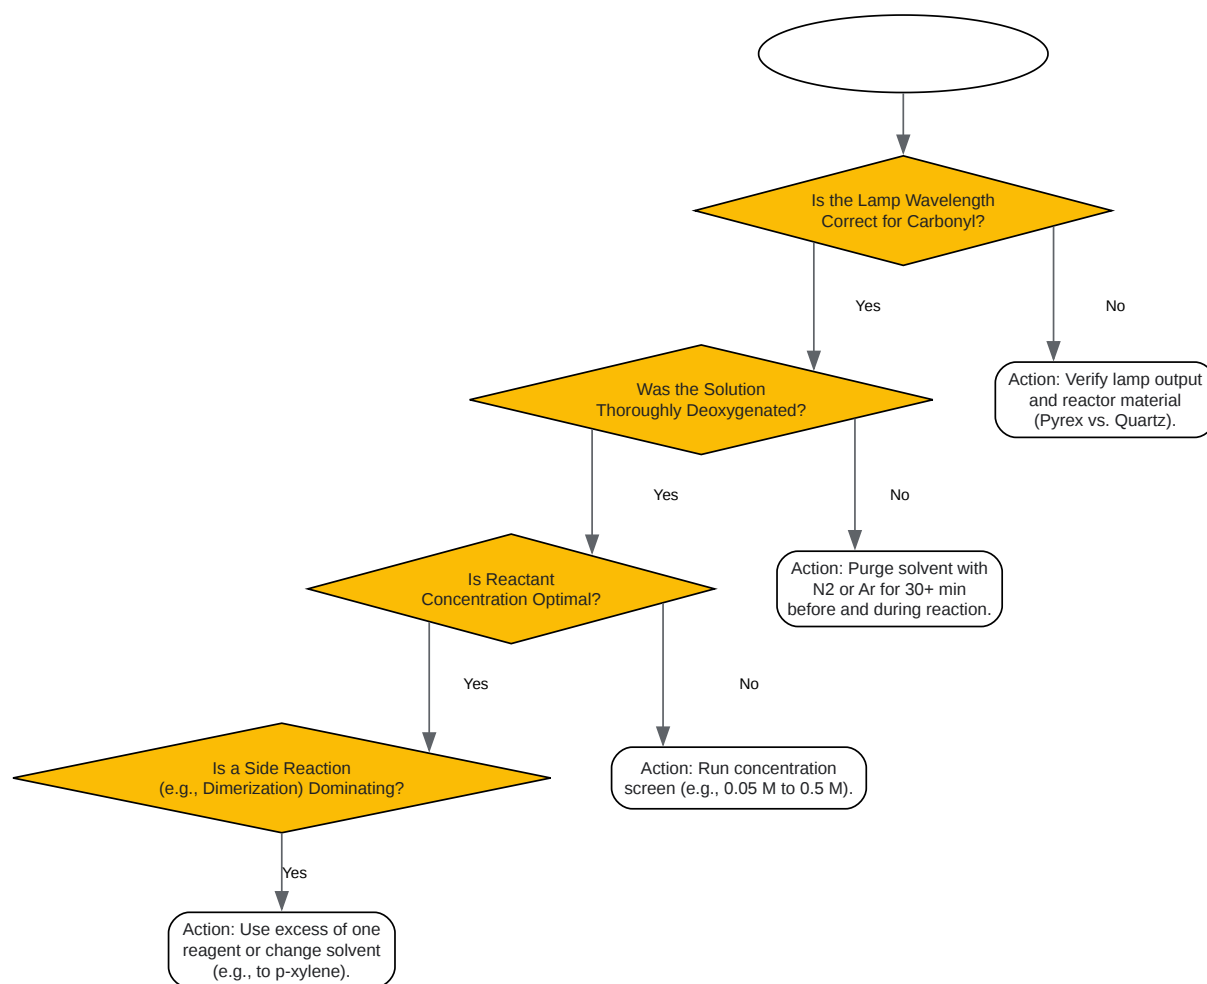 Is the Lamp Wavelength
Correct for Carbonyl?
Yes
No
Was the Solution
Thoroughly Deoxygenated?
Action: Verify lamp output
and reactor material
(Pyrex vs. Quartz).
Yes
No
Is Reactant
Concentration Optimal?
Action: Purge solvent with
N2 or Ar for 30+ min
before and during reaction.
Yes
No
Is a Side Reaction
(e.g., Dimerization) Dominating?
Action: Run concentration
screen (e.g., 0.05 M to 0.5 M).
Yes
Action: Use excess of one
reagent or change solvent
(e.g., to p-xylene).